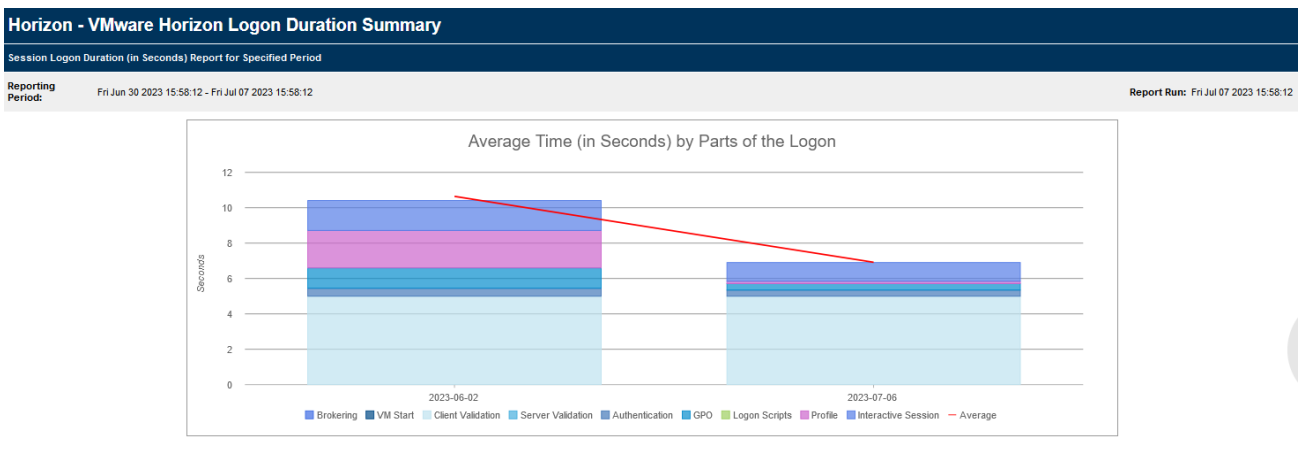 Horizon - VMware Horizon Logon Duration Summary
Session Logon Duration (in Seconds) Report for Specified Period
Reporting Period: Fri Jun 30 2023 15:58:12 - Fri Jul 07 2023 15:58:12 Report Run: Fri Jul 07 2023 15:58:12
Average Time (in Seconds) by Parts of the Logon
12
10
8
6
4
2
0
Seconds
2023-06-02 2023-07-06
Brokering VM Start Client Validation Server Validation Authentication GPO Logon Scripts Profile Interactive Session Average